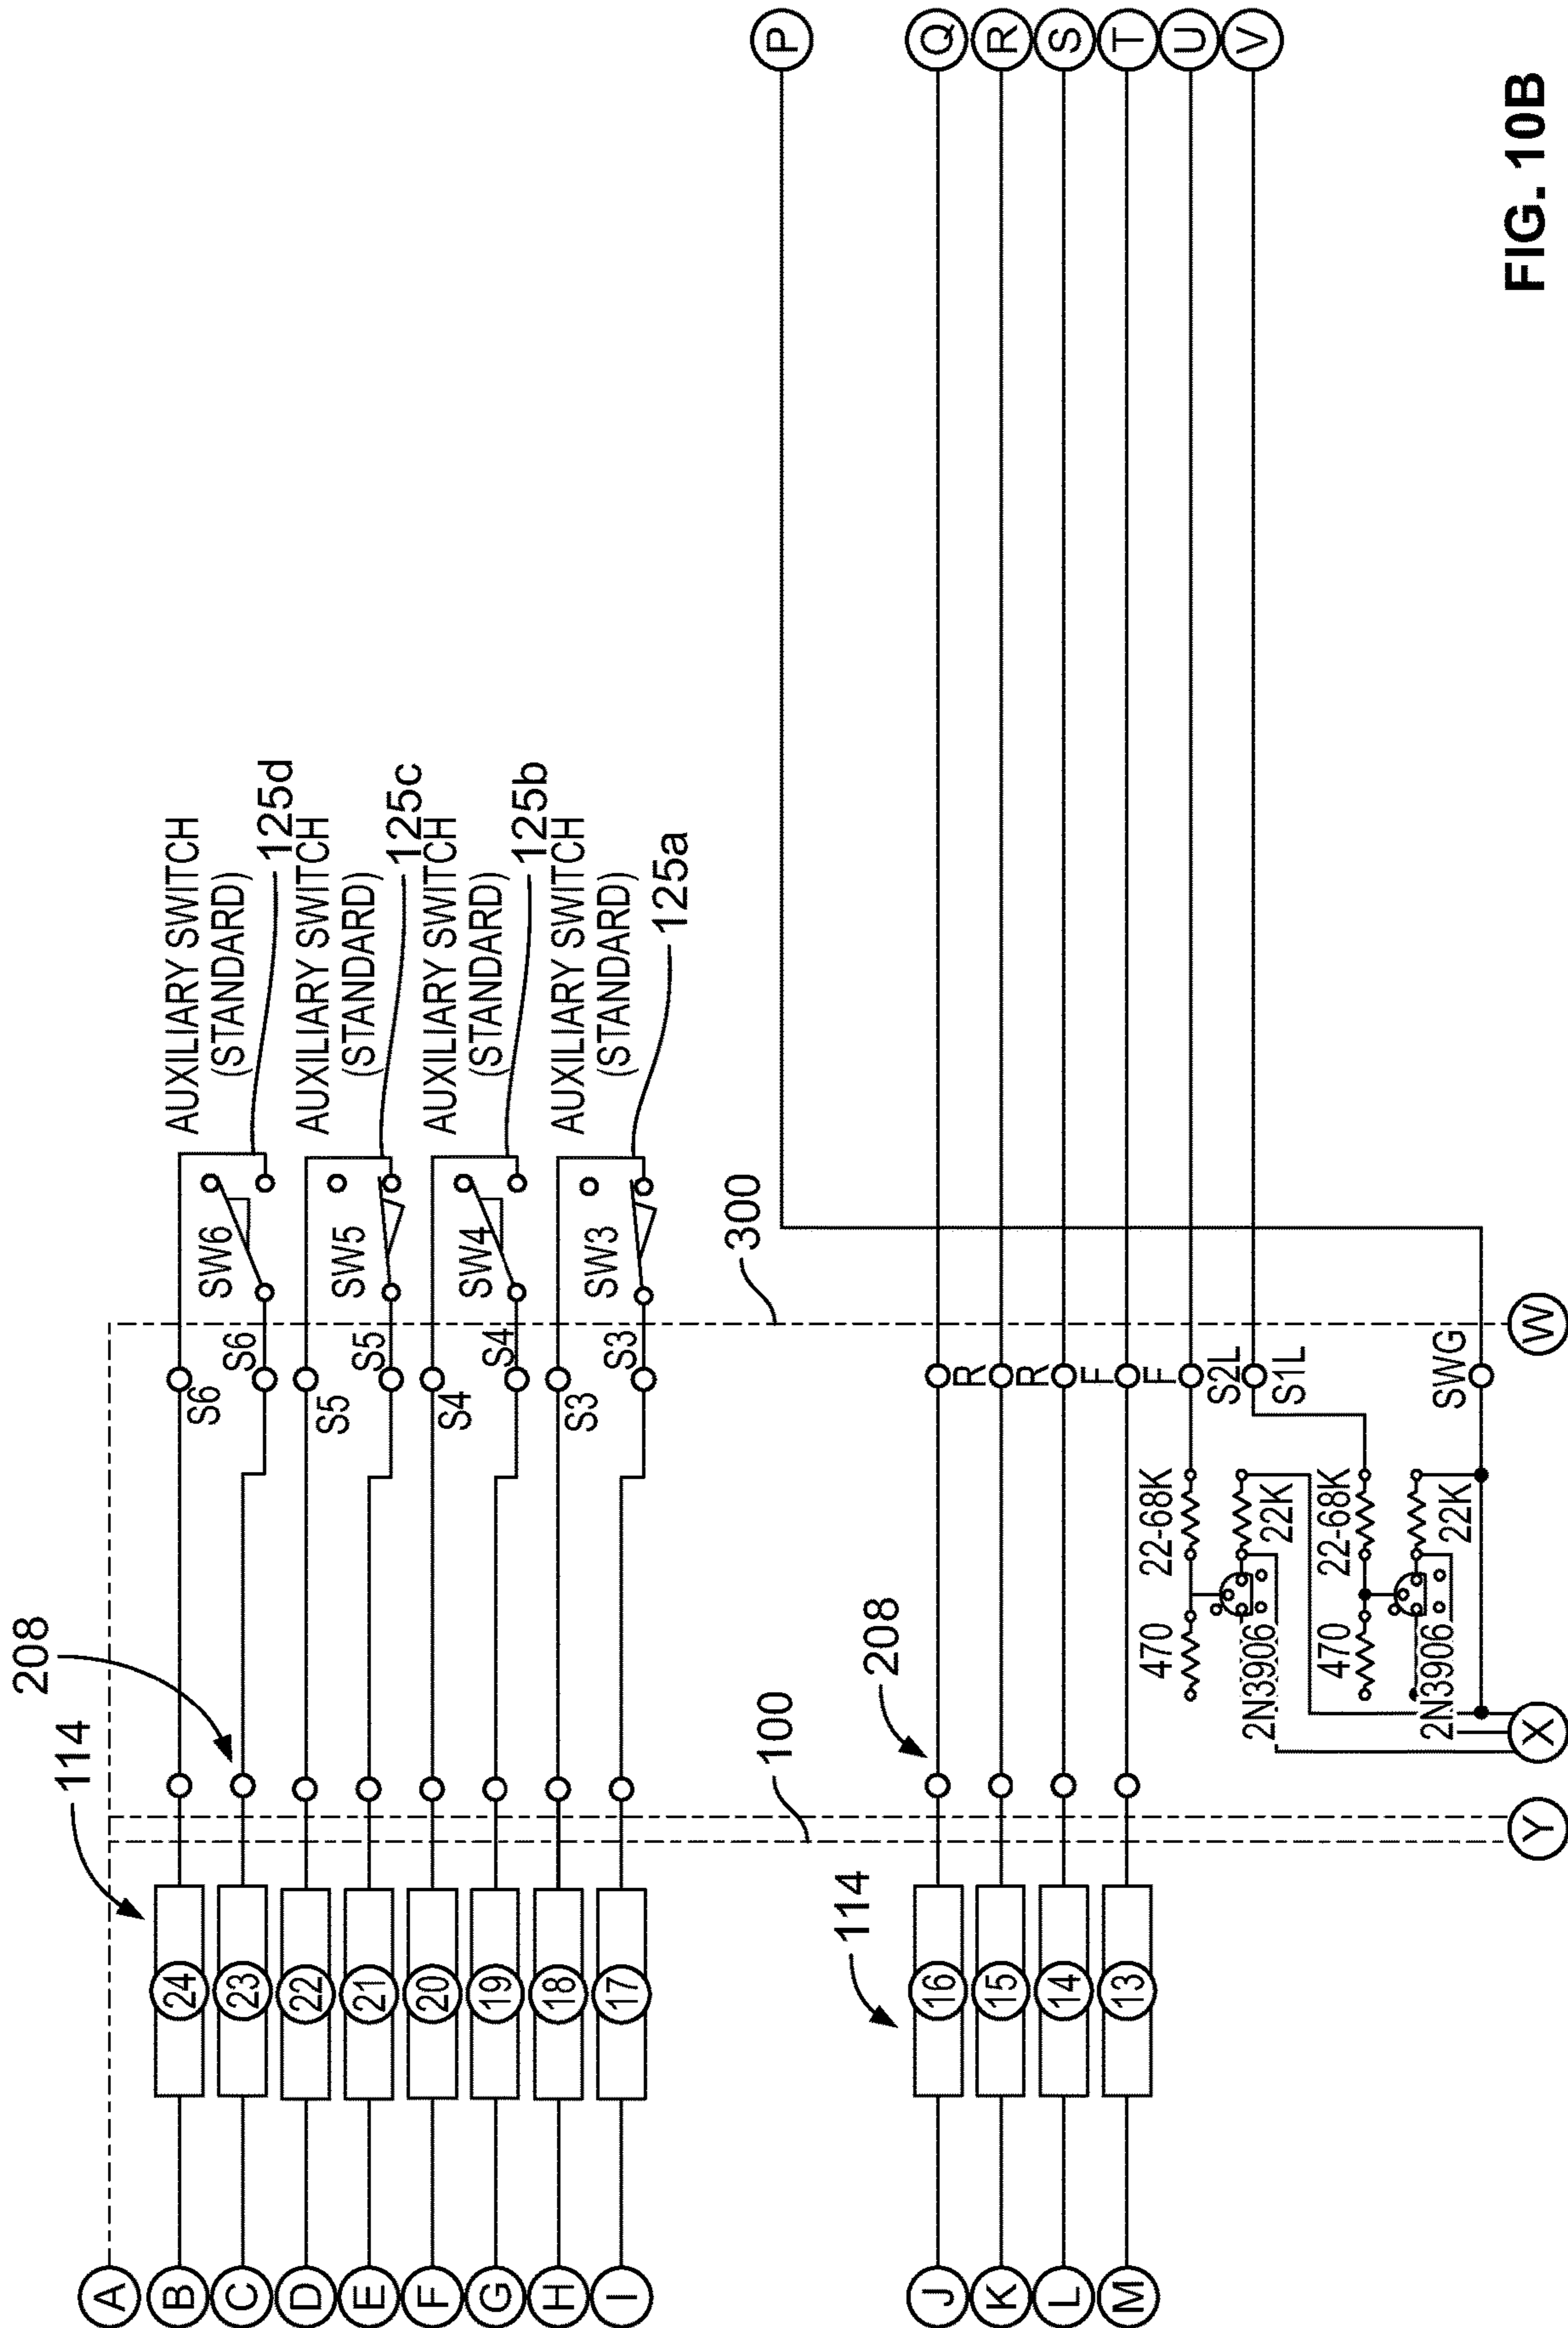 208
114
A
B
24
S6
S6
SW6
AUXILIARY SWITCH
(STANDARD)
125d
C
23
D
22
S5
S5
SW5
AUXILIARY SWITCH
(STANDARD)
125c
E
21
F
20
S4
S4
SW4
AUXILIARY SWITCH
(STANDARD)
125b
G
19
H
18
S3
S3
SW3
AUXILIARY SWITCH
(STANDARD)
125a
I
17
300
P
100
208
114
J
16
R
Q
K
15
R
R
L
14
F
S
M
13
F
T
470
22-68K
S2L
U
2N3906
22K
S1L
V
470
22-68K
2N3906
22K
SWG
Y
X
W
FIG. 10B